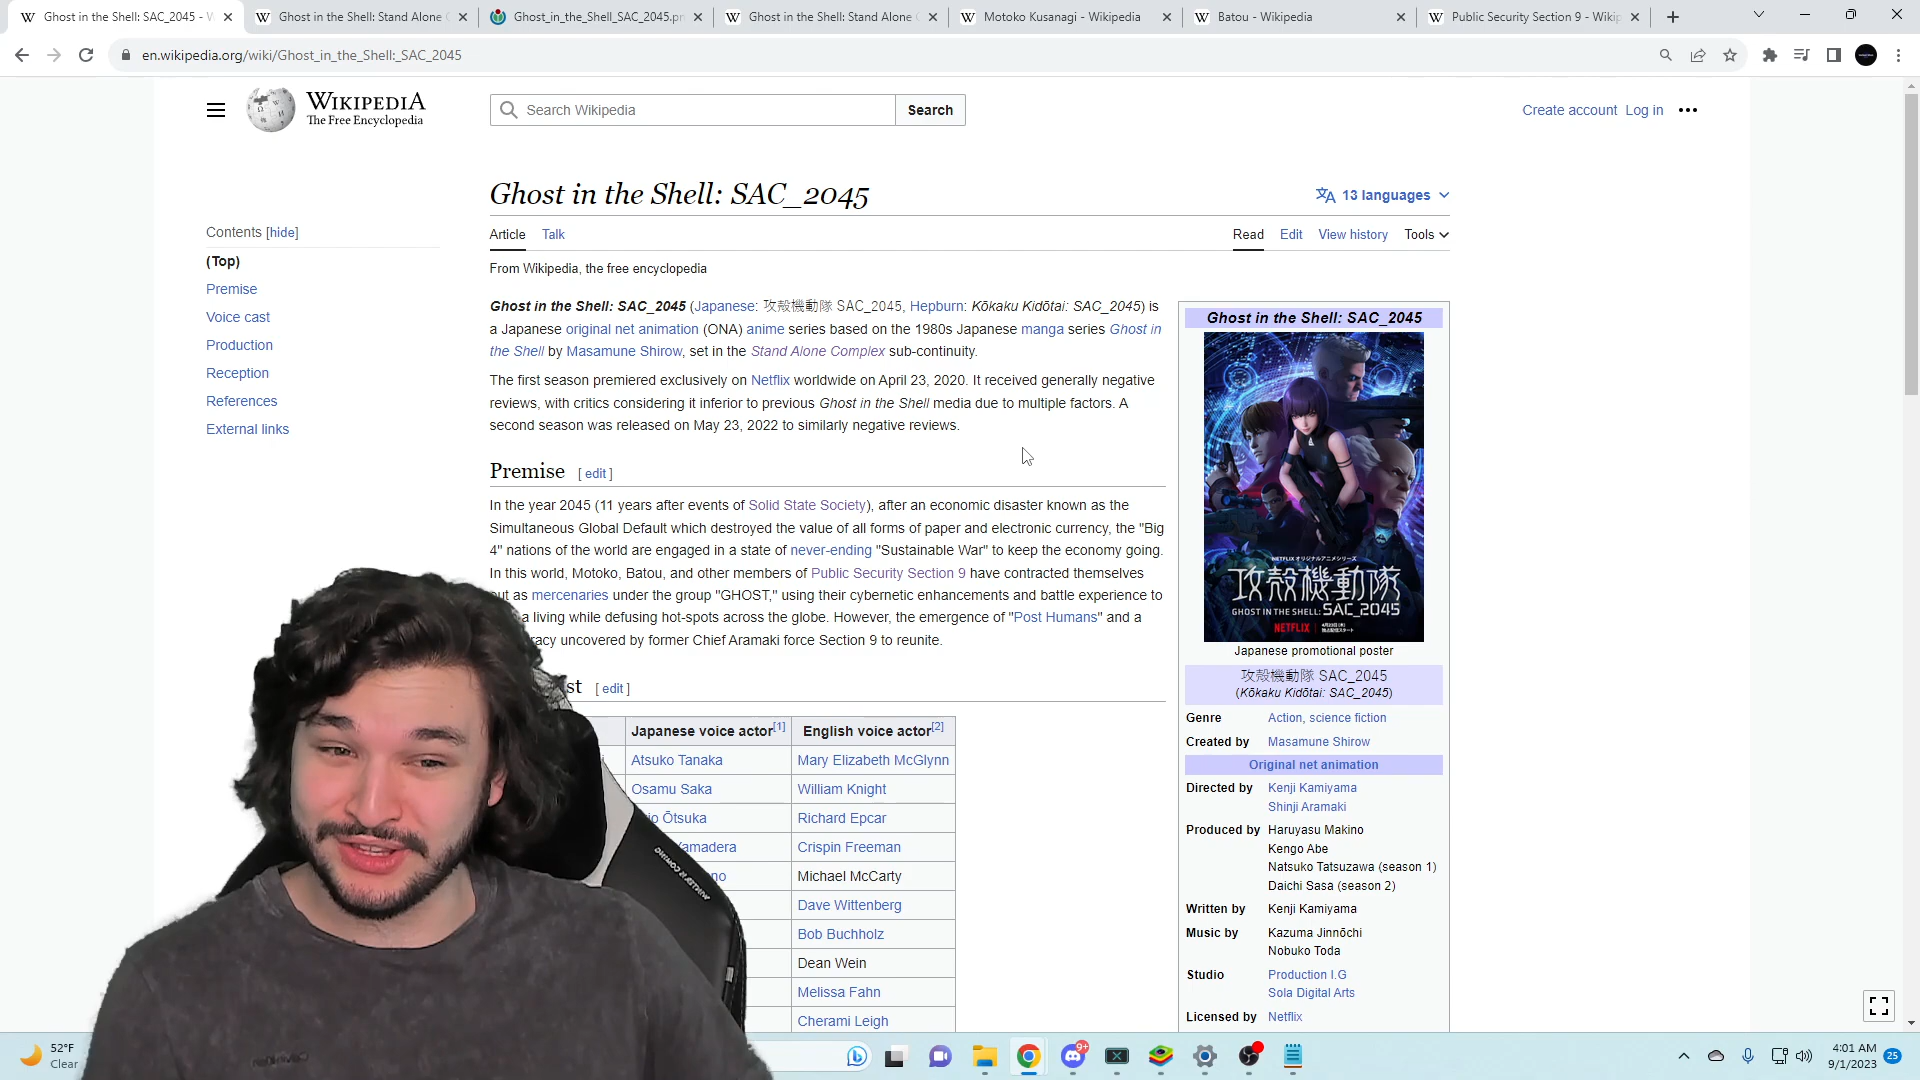 Ghost in the Shell: SAC_2045 - W
Ghost in the Shell: Stand Alone C
Ghost_in_the_Shell_SAC_2045.pn
Ghost in the Shell: Stand Alone C
Motoko Kusanagi - Wikipedia
Batou - Wikipedia
Public Security Section 9 - Wikip
en.wikipedia.org/wiki/Ghost_in_the_Shell:_SAC_2045
WIKIPEDIA
The Free Encyclopedia
Search Wikipedia
Search
Create account Log in
Ghost in the Shell: SAC_2045
13 languages
Article Talk
Read Edit View history Tools
From Wikipedia, the free encyclopedia
Contents [hide]
(Top)
Premise
Voice cast
Production
Reception
References
External links
Ghost in the Shell: SAC_2045 (Japanese: 攻殻機動隊 SAC_2045, Hepburn: Kōkaku Kidōtai: SAC_2045) is
a Japanese original net animation (ONA) anime series based on the 1980s Japanese manga series Ghost in
the Shell by Masamune Shirow, set in the Stand Alone Complex sub-continuity.
The first season premiered exclusively on Netflix worldwide on April 23, 2020. It received generally negative
reviews, with critics considering it inferior to previous Ghost in the Shell media due to multiple factors. A
second season was released on May 23, 2022 to similarly negative reviews.
Premise [ edit ]
In the year 2045 (11 years after events of Solid State Society), after an economic disaster known as the
Simultaneous Global Default which destroyed the value of all forms of paper and electronic currency, the "Big
4" nations of the world are engaged in a state of never-ending "Sustainable War" to keep the economy going.
In this world, Motoko, Batou, and other members of Public Security Section 9 have contracted themselves
as mercenaries under the group "GHOST," using their cybernetic enhancements and battle experience to
a living while defusing hot-spots across the globe. However, the emergence of "Post Humans" and a
uncovered by former Chief Aramaki force Section 9 to reunite.
[ edit ]
Japanese voice actor[1] English voice actor[2]
Atsuko Tanaka Mary Elizabeth McGlynn
Osamu Saka William Knight
Ōtsuka Richard Epcar
Crispin Freeman
Michael McCarty
Dave Wittenberg
Bob Buchholz
Dean Wein
Melissa Fahn
Cherami Leigh
Ghost in the Shell: SAC_2045
NETFLIX オリジナルアニメシリーズ
攻殻機動隊
GHOST IN THE SHELL: SAC_2045
NETFLIX
Japanese promotional poster
攻殻機動隊 SAC_2045
(Kōkaku Kidōtai: SAC_2045)
Genre Action, science fiction
Created by Masamune Shirow
Original net animation
Directed by Kenji Kamiyama
Shinji Aramaki
Produced by Haruyasu Makino
Kengo Abe
Natsuko Tatsuzawa (season 1)
Daichi Sasa (season 2)
Written by Kenji Kamiyama
Music by Kazuma Jinnōchi
Nobuko Toda
Studio Production I.G
Sola Digital Arts
Licensed by Netflix
52°F
Clear
9+
4:01 AM
9/1/2023
25